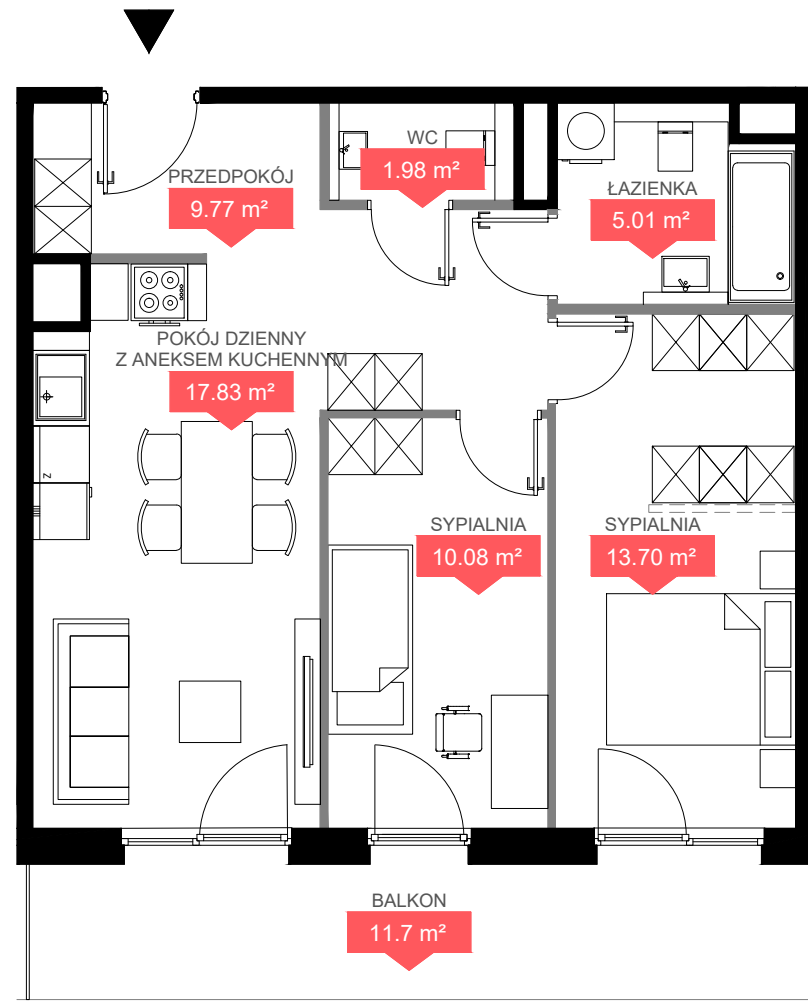 WC
1.98 m²
PRZEDPOKÓJ
9.77 m²
ŁAZIENKA
5.01 m²
POKÓJ DZIENNY
Z ANEKSEM KUCHENNYM
17.83 m²
Z
SYPIALNIA
10.08 m²
SYPIALNIA
13.70 m²
BALKON
11.7 m²